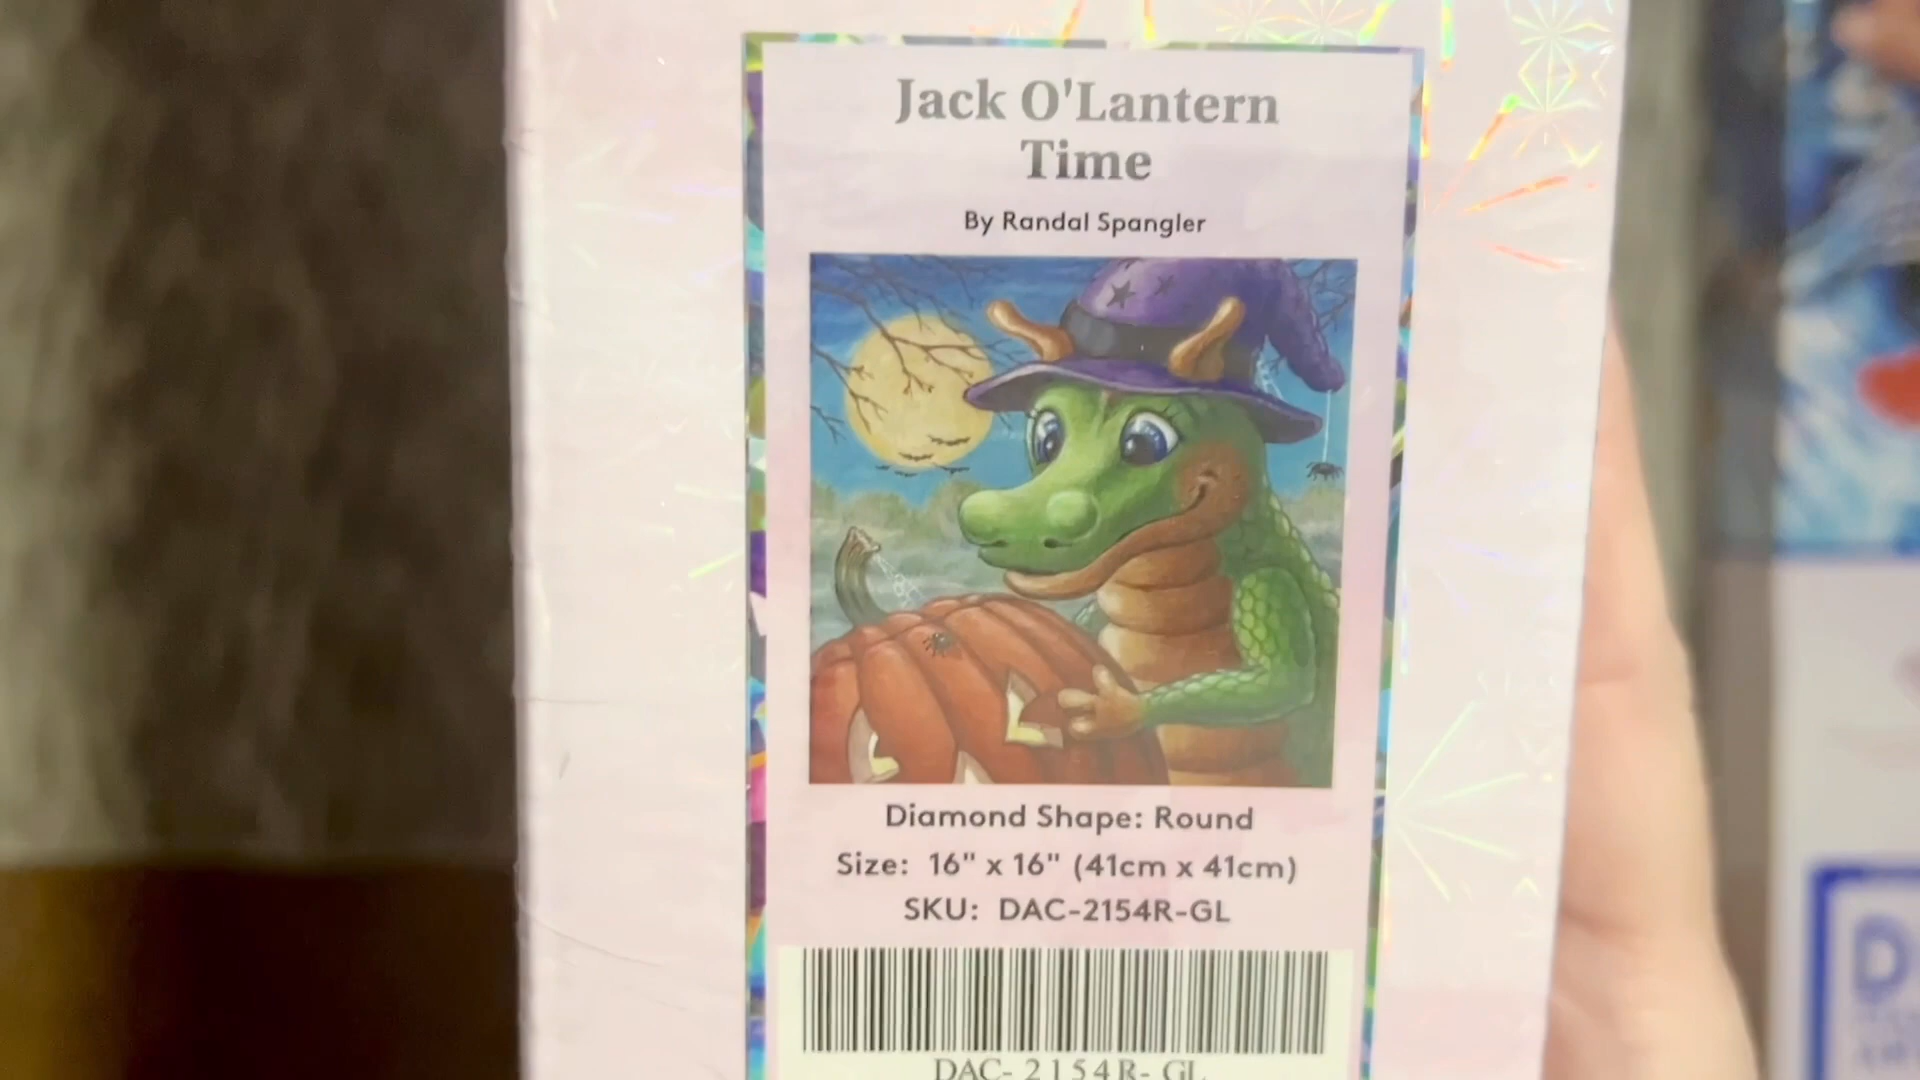 Jack O'Lantern
Time
By Randal Spangler
Diamond Shape: Round
Size: 16" x 16" (41cm x 41cm)
SKU: DAC-2154R-GL
DAC- 2154R- GL